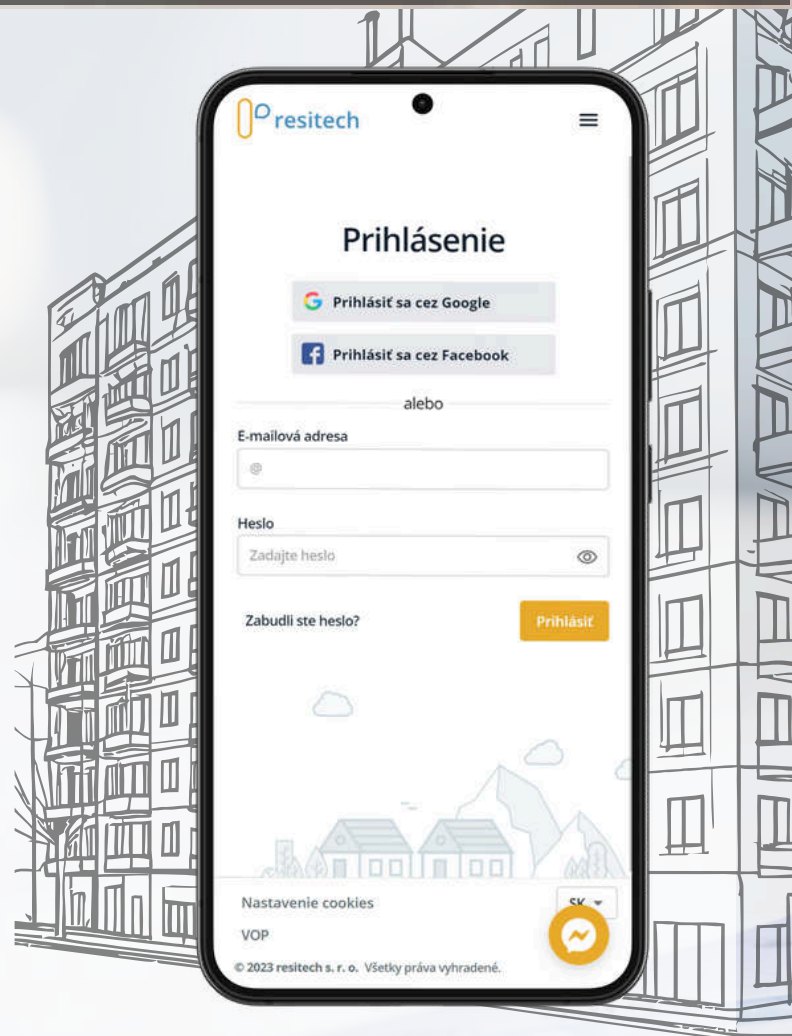 resitech
Prihlásenie
Prihlásiť sa cez Google
Prihlásiť sa cez Facebook
alebo
E-mailová adresa
@
Heslo
Zadajte heslo
Zabudli ste heslo?
Prihlásiť
Nastavenie cookies
SK
VOP
© 2023 resitech s. r. o. Všetky práva vyhradené.